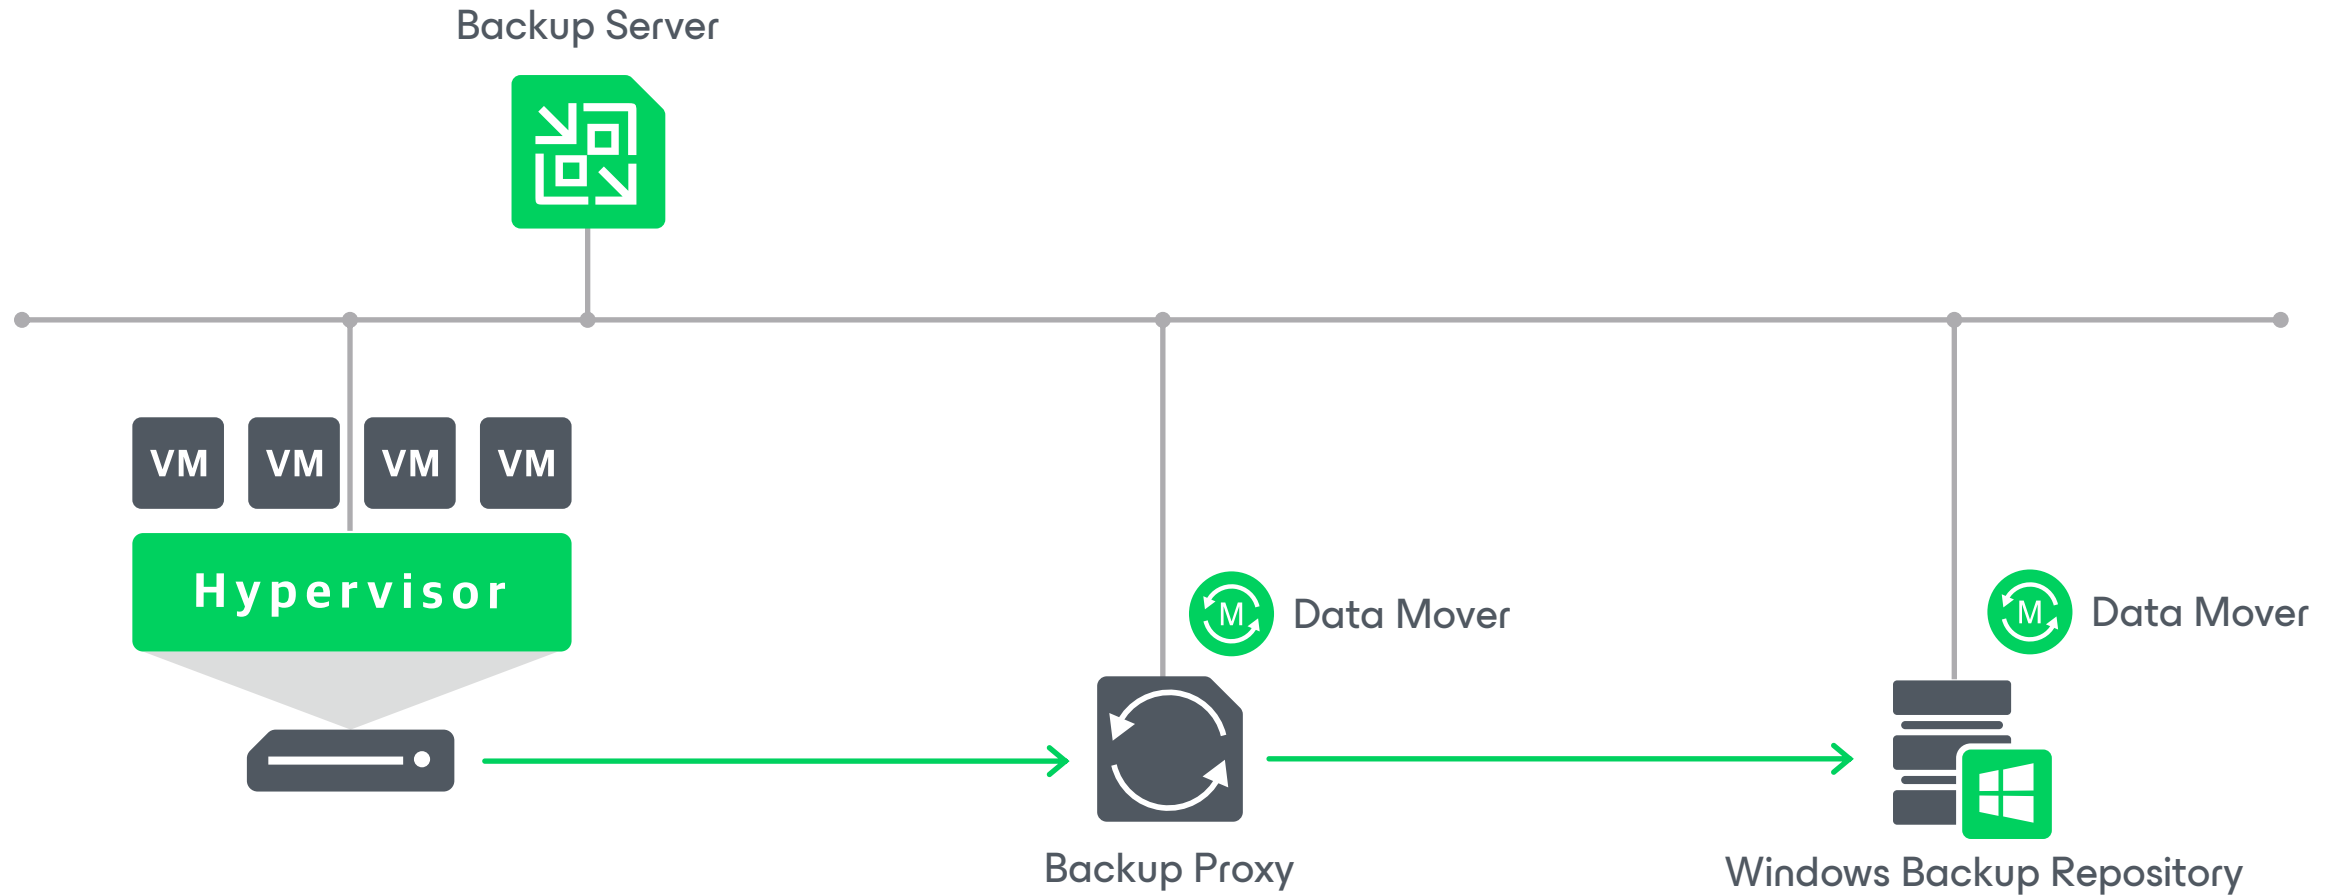 Backup Server
VM VM VM VM
Hypervisor
M Data Mover
M Data Mover
Backup Proxy
Windows Backup Repository